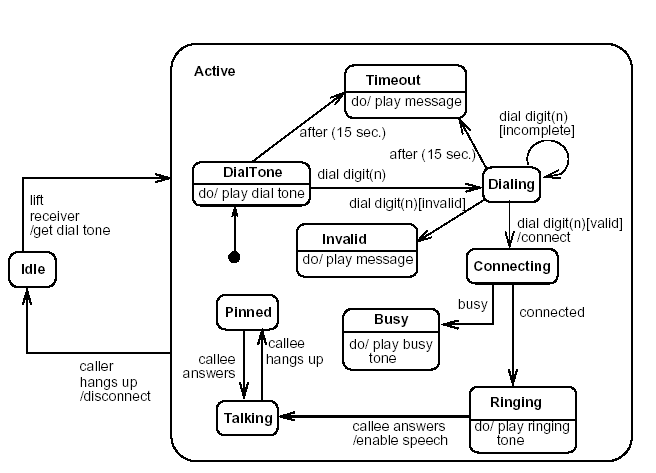 Active
Timeout
do/ play message
dial digit(n)
[incomplete]
after (15 sec.)
after (15 sec.)
DialTone
do/ play dial tone
dial digit(n)
Dialing
lift
receiver
/get dial tone
dial digit(n)[invalid]
dial digit(n)[valid]
/connect
Invalid
do/ play message
Idle
Connecting
Pinned
busy
connected
Busy
do/ play busy
tone
callee
answers
callee
hangs up
caller
hangs up
/disconnect
Talking
callee answers
/enable speech
Ringing
do/ play ringing
tone